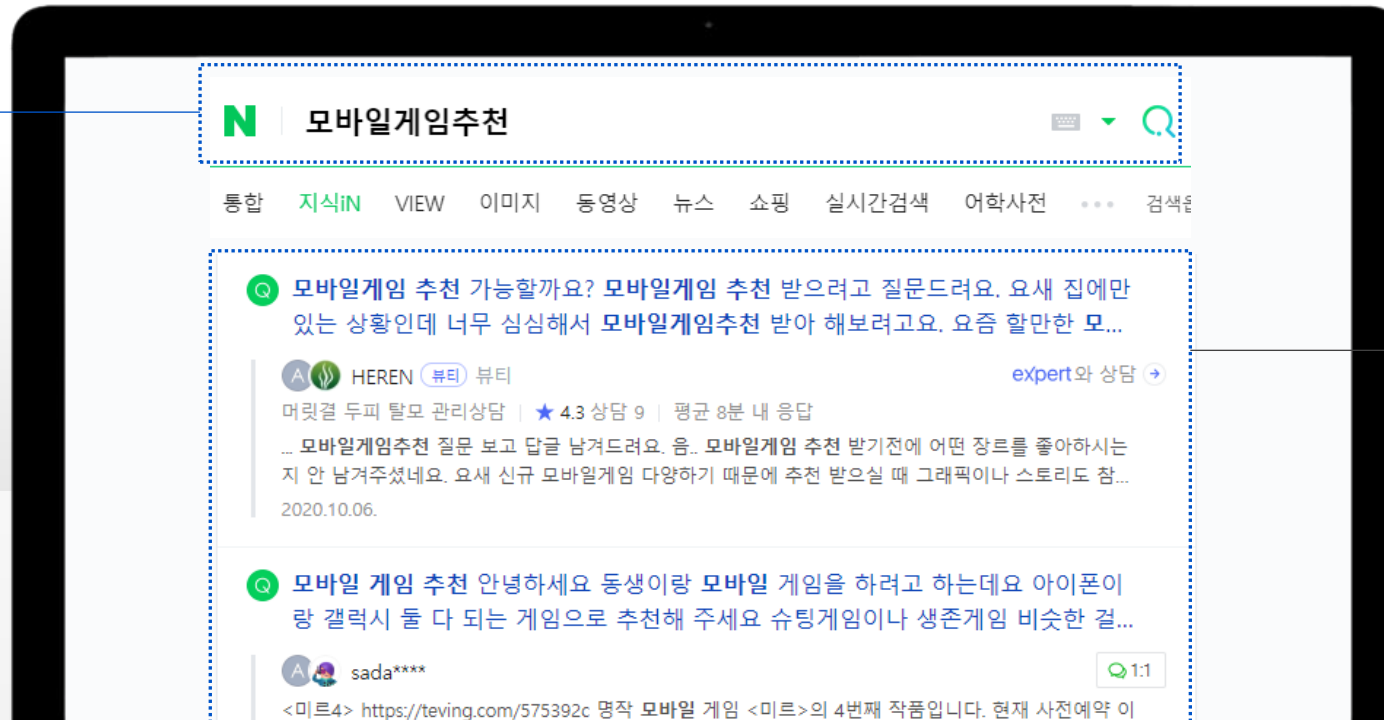 N 모바일게임추천
통합 지식iN VIEW 이미지 동영상 뉴스 쇼핑 실시간검색 어학사전 ••• 검색
Q 모바일게임 추천 가능할까요? 모바일게임 추천 받으려고 질문드려요. 요새 집에만
있는 상황인데 너무 심심해서 모바일게임추천 받아 해보려고요. 요즘 할만한 모...
A HEREN 뷰티 뷰티 expert와 상담
머릿결 두피 탈모 관리상담 | ★ 4.3 상담 9 | 평균 8분 내 응답
... 모바일게임추천 질문 보고 답글 남겨드려요. 음.. 모바일게임 추천 받기전에 어떤 장르를 좋아하시는
지 안 남겨주셨네요. 요새 신규 모바일게임 다양하기 때문에 추천 받으실 때 그래픽이나 스토리도 참...
2020.10.06.
Q 모바일 게임 추천 안녕하세요 동생이랑 모바일 게임을 하려고 하는데요 아이폰이
랑 갤럭시 둘 다 되는 게임으로 추천해 주세요 슈팅게임이나 생존게임 비슷한 걸...
A sada**** 1:1
<미르4> https://teving.com/575392c 명작 모바일 게임 <미르>의 4번째 작품입니다. 현재 사전예약 이